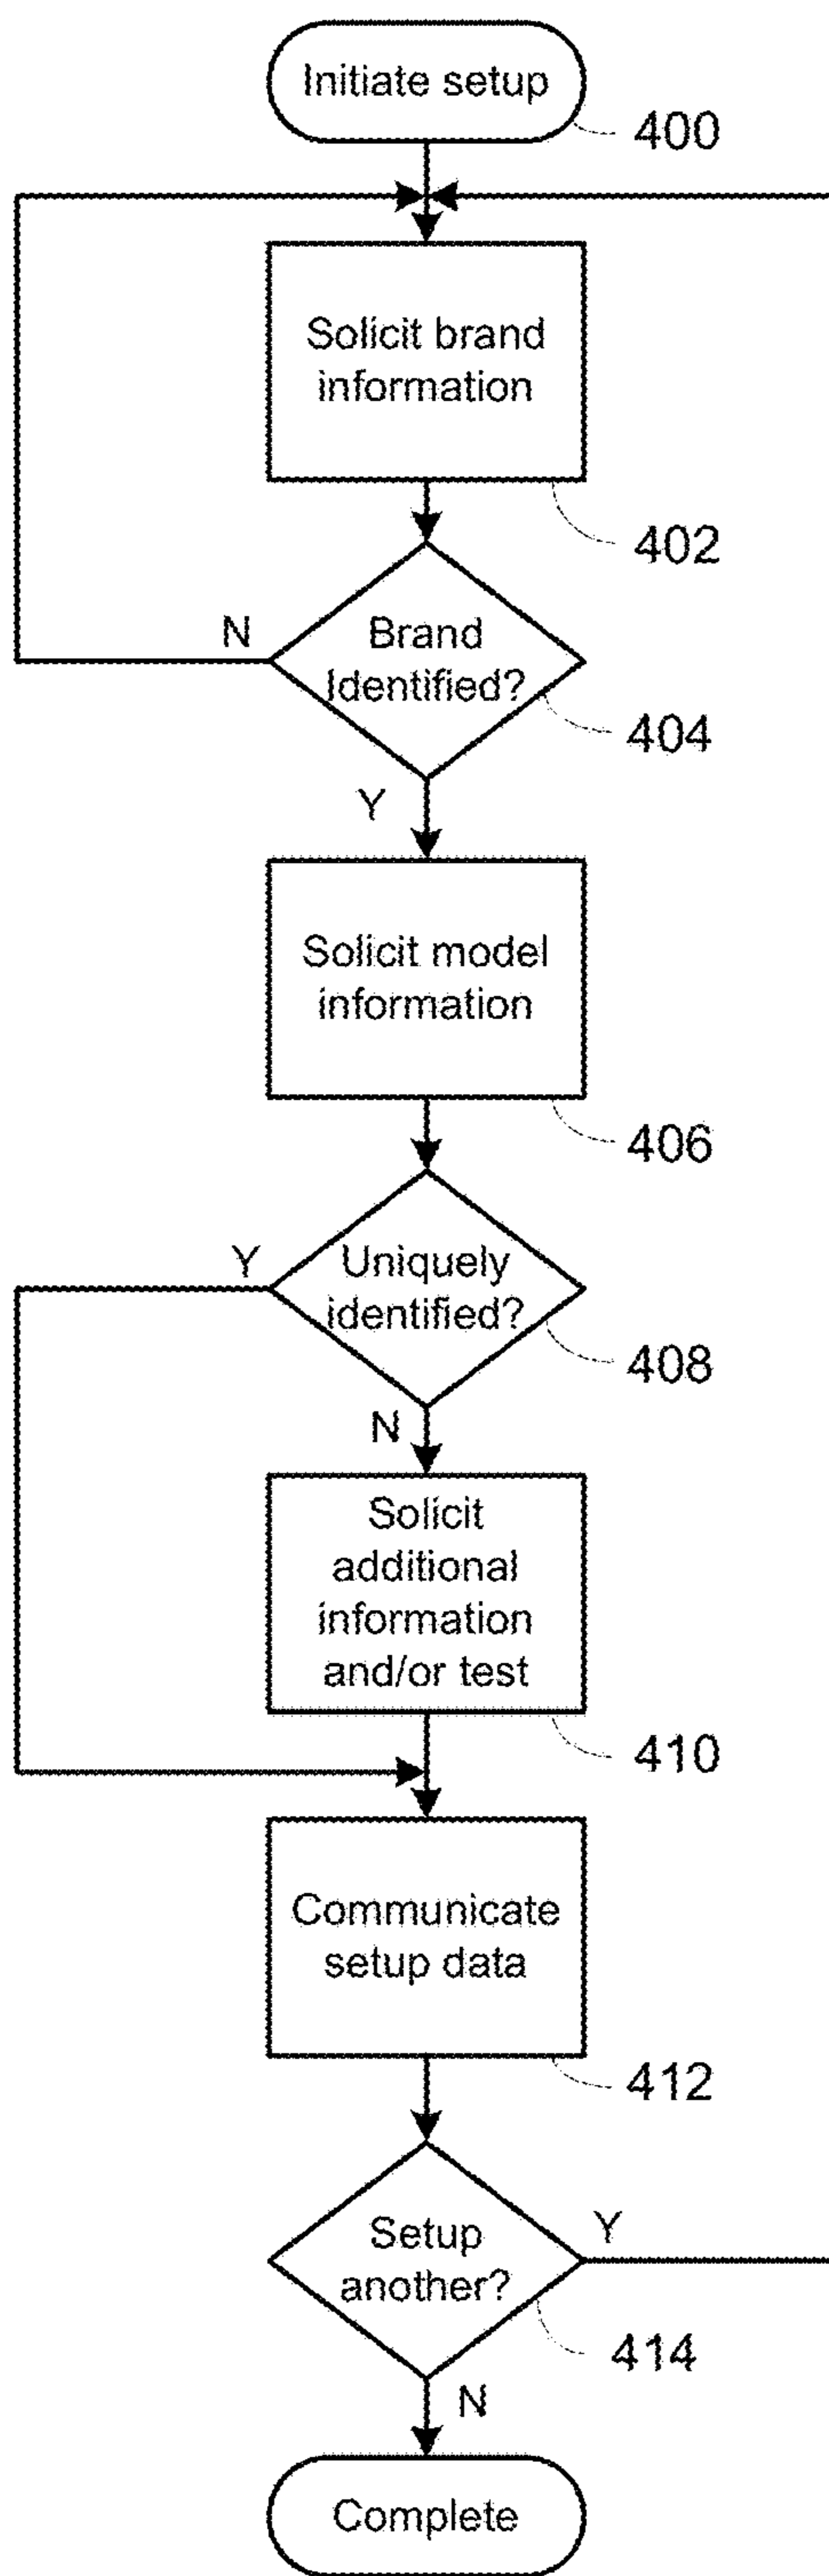 Initiate setup
400
Solicit brand
information
402
Brand
Identified?
N
404
Y
Solicit model
information
406
Uniquely
identified?
Y
408
N
Solicit
additional
information
and/or test
410
Communicate
setup data
412
Setup
another?
Y
414
N
Complete